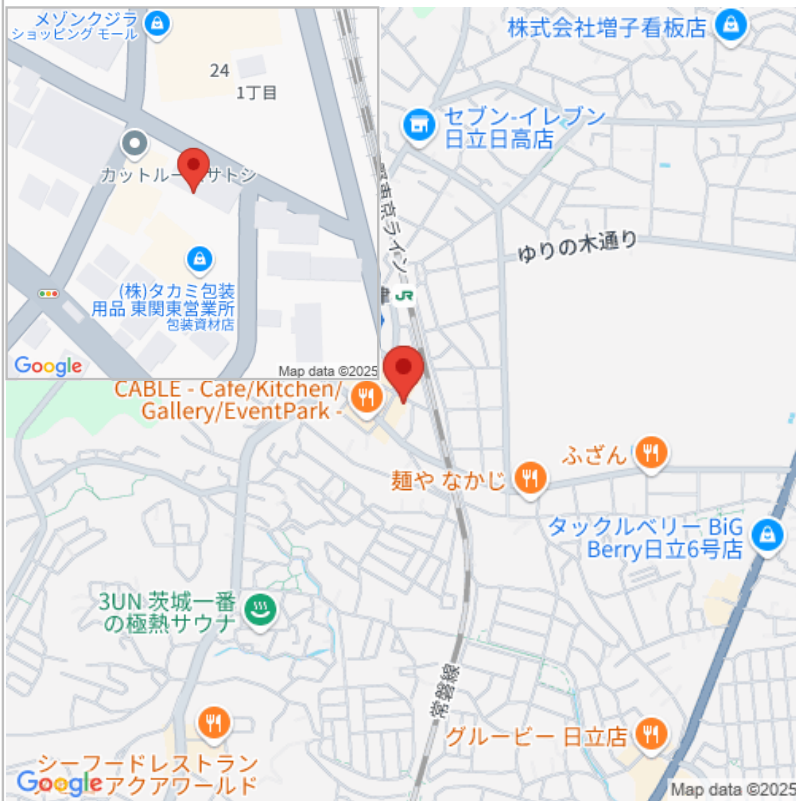 メゾンクジラ
ショッピング モール
24
1丁目
カットルー
サトシ
(株)タカミ包装
用品 東関東営業所
包装資材店
Google
Map data ©2025
株式会社増子看板店
セブン-イレブン
日立日高店
東京ライン
ゆりの木通り
津
JR
CABLE - Cafe/Kitchen/
Gallery/EventPark -
麺や なかじ
ふざん
タックルベリー BiG
Berry日立6号店
3UN 茨城一番
の極熱サウナ
常磐線
グルービー 日立店
シーフードレストラン
アクアワールド
Google
Map data ©2025